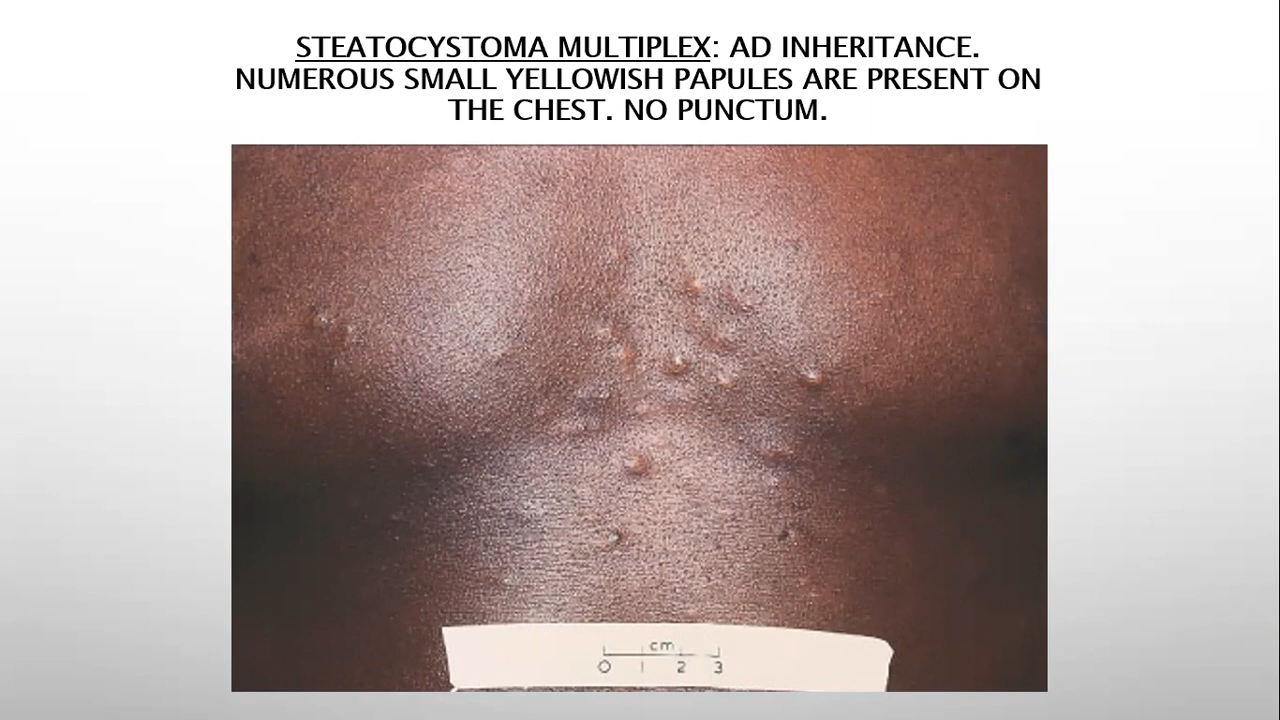 STEATOCYSTOMA MULTIPLEX: AD INHERITANCE.
NUMEROUS SMALL YELLOWISH PAPULES ARE PRESENT ON
THE CHEST. NO PUNCTUM.
cm
0 1 2 3